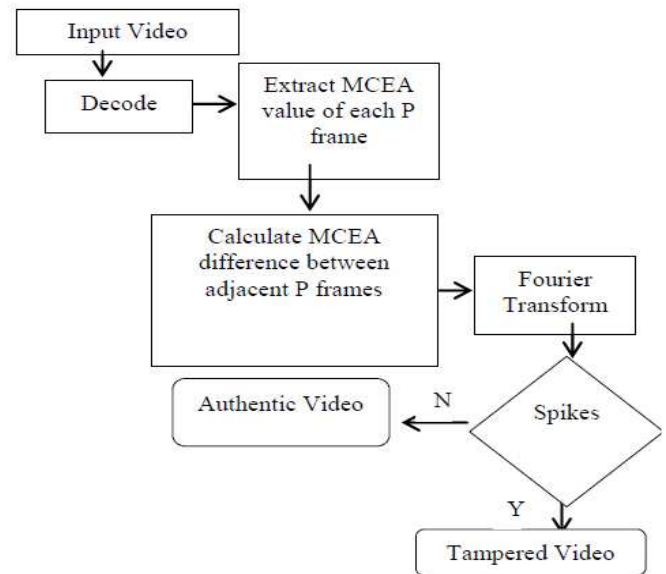 Input Video
Decode
Extract MCEA
value of each P
frame
Calculate MCEA
difference between
adjacent P frames
Fourier
Transform
Spikes
N
Authentic Video
Y
Tampered Video